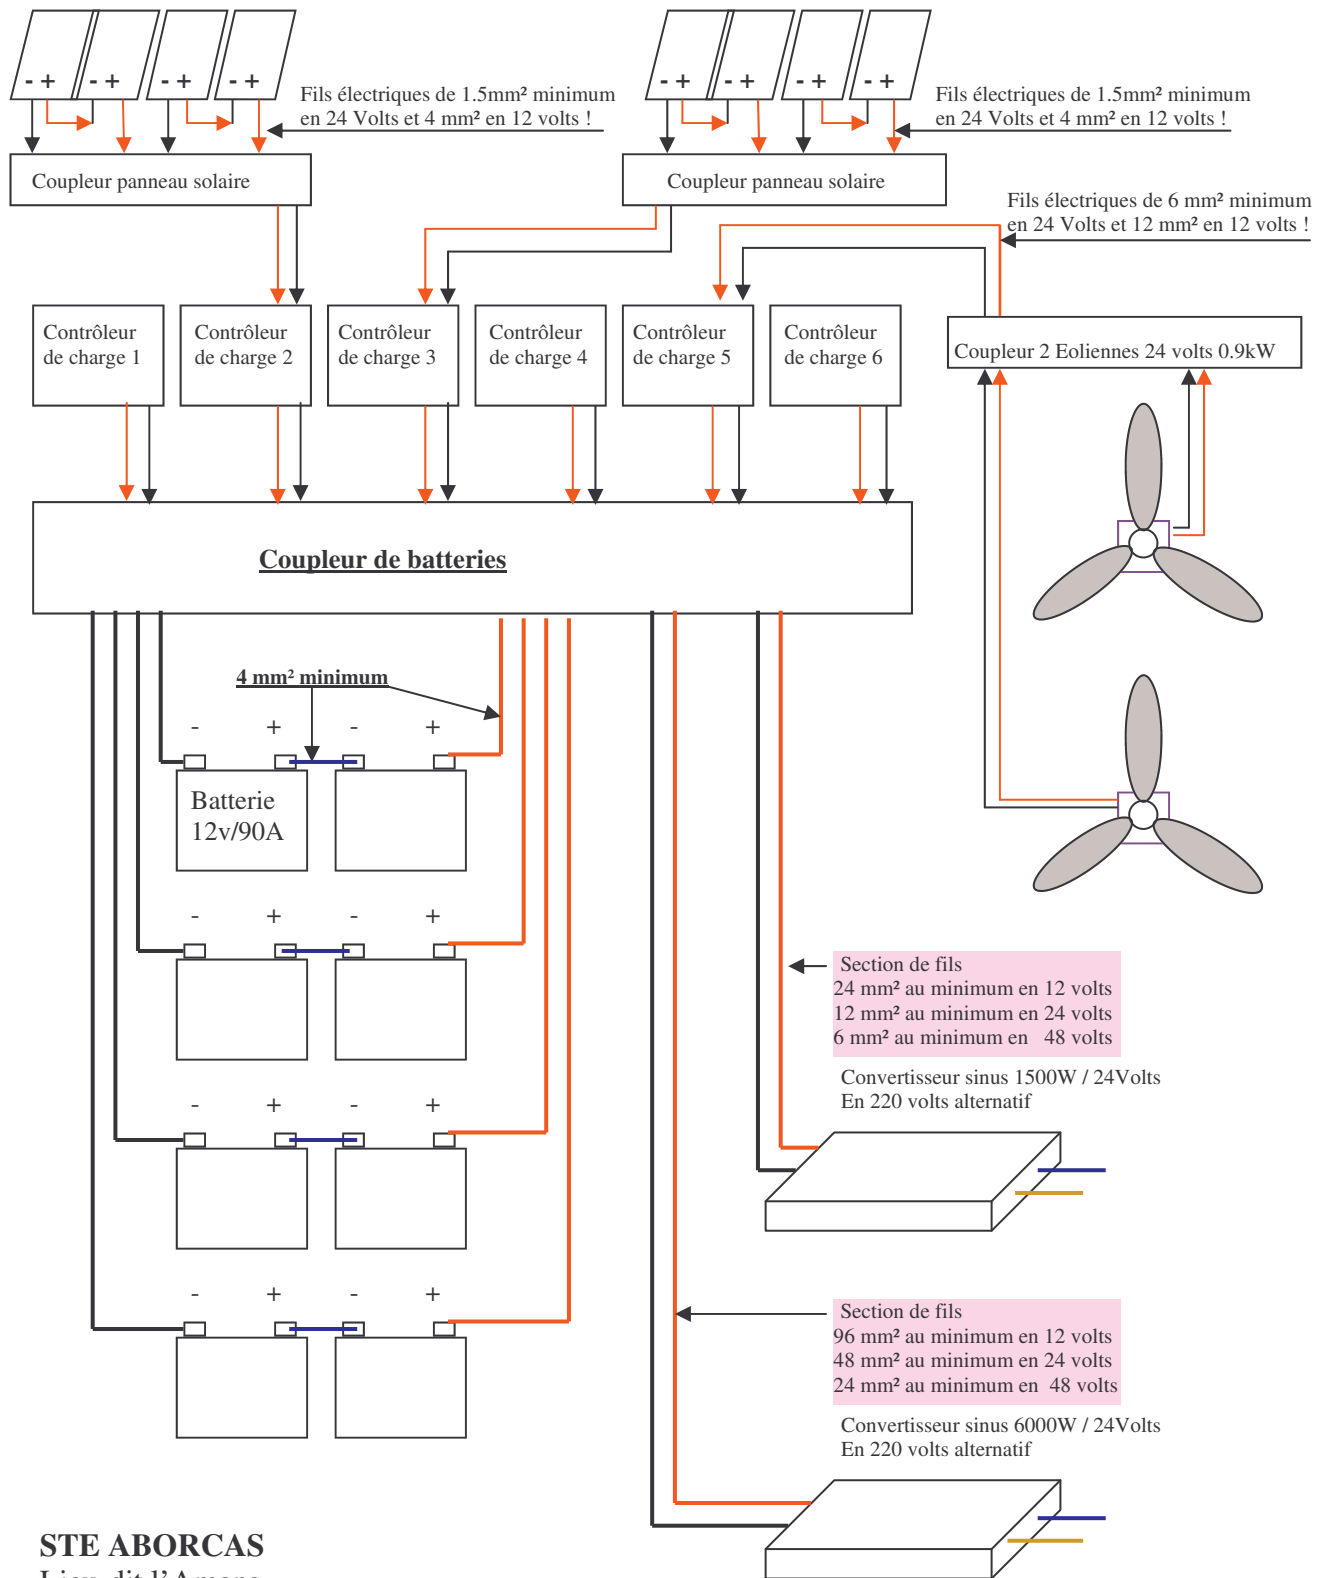 - + - + - + - +
- + - + - + - +
Fils électriques de 1.5mm² minimum
en 24 Volts et 4 mm² en 12 volts !
Fils électriques de 1.5mm² minimum
en 24 Volts et 4 mm² en 12 volts !
Coupleur panneau solaire
Coupleur panneau solaire
Fils électriques de 6 mm² minimum
en 24 Volts et 12 mm² en 12 volts !
Contrôleur
de charge 1
Contrôleur
de charge 2
Contrôleur
de charge 3
Contrôleur
de charge 4
Contrôleur
de charge 5
Contrôleur
de charge 6
Coupleur 2 Eoliennes 24 volts 0.9kW
Coupleur de batteries
4 mm² minimum
- + - +
Batterie
12v/90A
- + - +
- + - +
- + - +
Section de fils
24 mm² au minimum en 12 volts
12 mm² au minimum en 24 volts
6 mm² au minimum en 48 volts
Convertisseur sinus 1500W / 24Volts
En 220 volts alternatif
Section de fils
96 mm² au minimum en 12 volts
48 mm² au minimum en 24 volts
24 mm² au minimum en 48 volts
Convertisseur sinus 6000W / 24Volts
En 220 volts alternatif
STE ABORCAS
Lieu-dit l'Amans